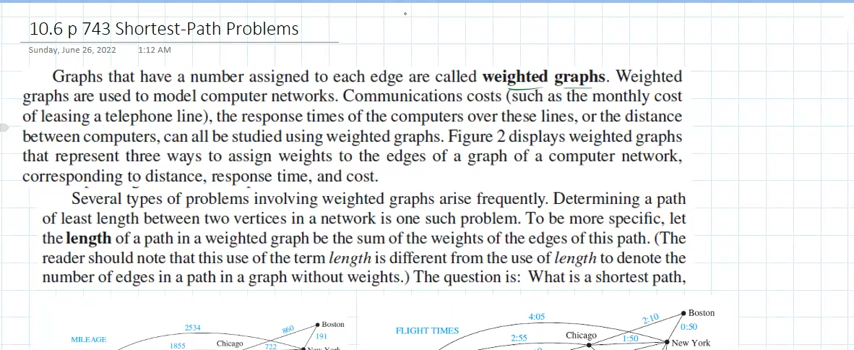 10.6 p 743 Shortest-Path Problems
Sunday, June 26, 2022 1:12 AM
Graphs that have a number assigned to each edge are called weighted graphs. Weighted
graphs are used to model computer networks. Communications costs (such as the monthly cost
of leasing a telephone line), the response times of the computers over these lines, or the distance
between computers, can all be studied using weighted graphs. Figure 2 displays weighted graphs
that represent three ways to assign weights to the edges of a graph of a computer network,
corresponding to distance, response time, and cost.
Several types of problems involving weighted graphs arise frequently. Determining a path
of least length between two vertices in a network is one such problem. To be more specific, let
the length of a path in a weighted graph be the sum of the weights of the edges of this path. (The
reader should note that this use of the term length is different from the use of length to denote the
number of edges in a path in a graph without weights.) The question is: What is a shortest path,
MILEAGE
2534
860
Boston
191
1855
Chicago
722
FLIGHT TIMES
4:05
2:10
Boston
0:50
2:55
Chicago
1:50
New York